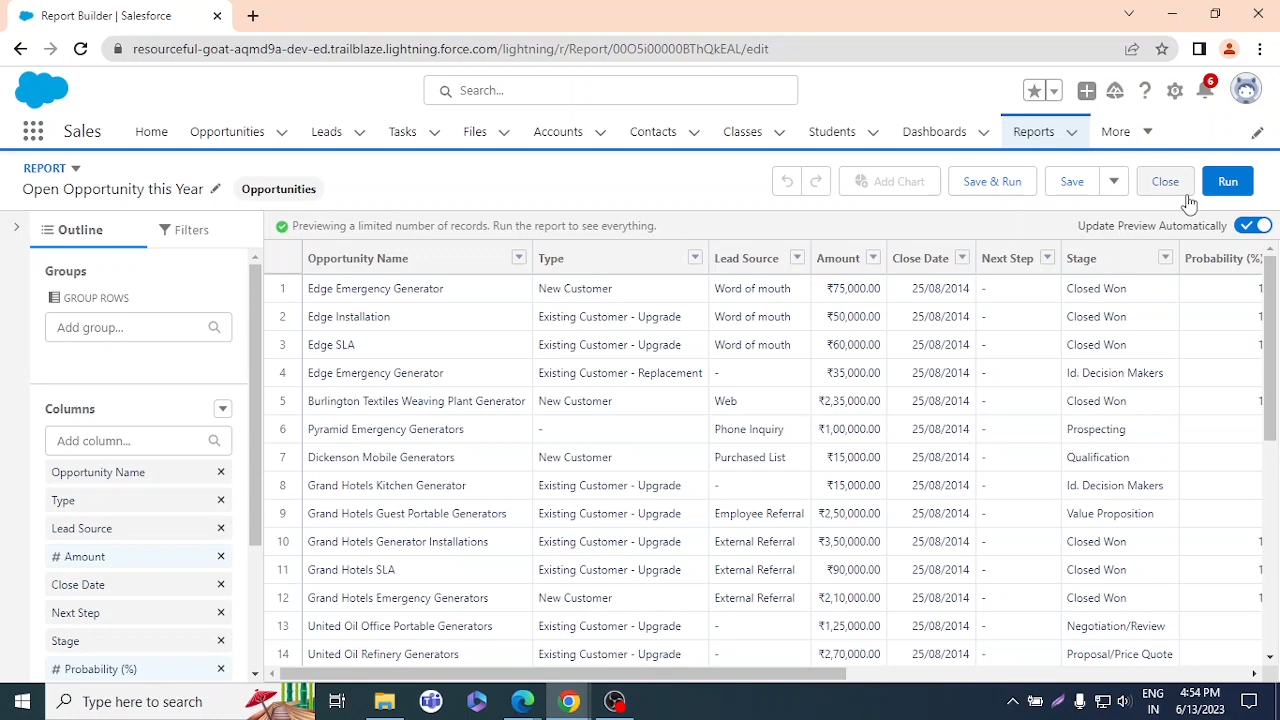 Report Builder | Salesforce
resourceful-goat-aqmd9a-dev-ed.trailblaze.lightning.force.com/lightning/r/Report/00O5i00000BThQkEAL/edit
Search...
6
Sales Home Opportunities Leads Tasks Files Accounts Contacts Classes Students Dashboards Reports More
REPORT
Open Opportunity this Year Opportunities
Add Chart Save & Run Save Close Run
Outline Filters
Previewing a limited number of records. Run the report to see everything. Update Preview Automatically
Groups
GROUP ROWS
Add group...
Columns
Add column...
Opportunity Name
Type
Lead Source
# Amount
Close Date
Next Step
Stage
# Probability (%)
Opportunity Name Type Lead Source Amount Close Date Next Step Stage Probability (%)
1 Edge Emergency Generator New Customer Word of mouth ₹75,000.00 25/08/2014 - Closed Won 1
2 Edge Installation Existing Customer - Upgrade Word of mouth ₹50,000.00 25/08/2014 - Closed Won 1
3 Edge SLA Existing Customer - Upgrade Word of mouth ₹60,000.00 25/08/2014 - Closed Won 1
4 Edge Emergency Generator Existing Customer - Replacement - ₹35,000.00 25/08/2014 - Id. Decision Makers
5 Burlington Textiles Weaving Plant Generator New Customer Web ₹2,35,000.00 25/08/2014 - Closed Won 1
6 Pyramid Emergency Generators - Phone Inquiry ₹1,00,000.00 25/08/2014 - Prospecting
7 Dickenson Mobile Generators New Customer Purchased List ₹15,000.00 25/08/2014 - Qualification
8 Grand Hotels Kitchen Generator Existing Customer - Upgrade - ₹15,000.00 25/08/2014 - Id. Decision Makers
9 Grand Hotels Guest Portable Generators Existing Customer - Upgrade Employee Referral ₹2,50,000.00 25/08/2014 - Value Proposition
10 Grand Hotels Generator Installations Existing Customer - Upgrade External Referral ₹3,50,000.00 25/08/2014 - Closed Won 1
11 Grand Hotels SLA Existing Customer - Upgrade External Referral ₹90,000.00 25/08/2014 - Closed Won 1
12 Grand Hotels Emergency Generators New Customer External Referral ₹2,10,000.00 25/08/2014 - Closed Won 1
13 United Oil Office Portable Generators Existing Customer - Upgrade - ₹1,25,000.00 25/08/2014 - Negotiation/Review
14 United Oil Refinery Generators Existing Customer - Upgrade - ₹2,70,000.00 25/08/2014 - Proposal/Price Quote
Type here to search
ENG 4:54 PM
IN 6/13/2023